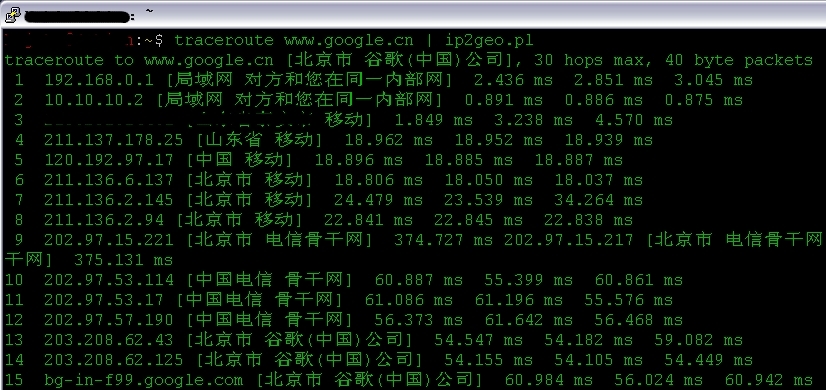 : ~
:~$ traceroute www.google.cn | ip2geo.pl
traceroute to www.google.cn [北京市 谷歌(中国)公司], 30 hops max, 40 byte packets
1 192.168.0.1 [局域网 对方和您在同一内部网] 2.436 ms 2.851 ms 3.045 ms
2 10.10.10.2 [局域网 对方和您在同一内部网] 0.891 ms 0.886 ms 0.875 ms
3 移动] 1.849 ms 3.238 ms 4.570 ms
4 211.137.178.25 [山东省 移动] 18.962 ms 18.952 ms 18.939 ms
5 120.192.97.17 [中国 移动] 18.896 ms 18.885 ms 18.887 ms
6 211.136.6.137 [北京市 移动] 18.806 ms 18.050 ms 18.037 ms
7 211.136.2.145 [北京市 移动] 24.479 ms 23.539 ms 34.264 ms
8 211.136.2.94 [北京市 移动] 22.841 ms 22.845 ms 22.838 ms
9 202.97.15.221 [北京市 电信骨干网] 374.727 ms 202.97.15.217 [北京市 电信骨干网
干网] 375.131 ms
10 202.97.53.114 [中国电信 骨干网] 60.887 ms 55.399 ms 60.861 ms
11 202.97.53.17 [中国电信 骨干网] 61.086 ms 61.196 ms 55.576 ms
12 202.97.57.190 [中国电信 骨干网] 56.373 ms 61.642 ms 56.468 ms
13 203.208.62.43 [北京市 谷歌(中国)公司] 54.547 ms 54.182 ms 59.082 ms
14 203.208.62.125 [北京市 谷歌(中国)公司] 54.155 ms 54.105 ms 54.449 ms
15 bg-in-f99.google.com [北京市 谷歌(中国)公司] 60.984 ms 56.024 ms 60.942 ms